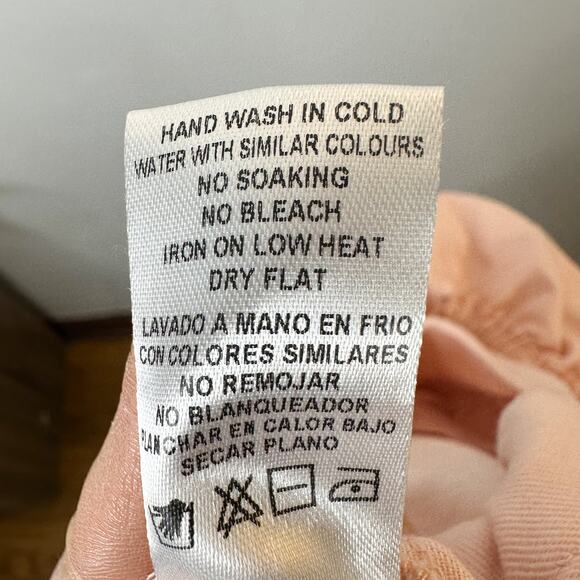 HAND WASH IN COLD
WATER WITH SIMILAR COLOURS
NO SOAKING
NO BLEACH
IRON ON LOW HEAT
DRY FLAT
LAVADO A MANO EN FRIO
CON COLORES SIMILARES
NO REMOJAR
NO BLANQUEADOR
PLANCHAR EN CALOR BAJO
SECAR PLANO